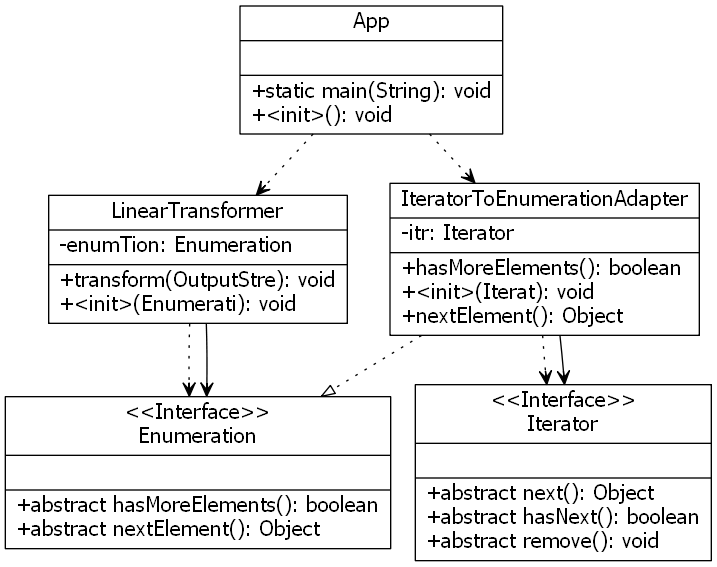 App
+static main(String): void
+<init>(): void
LinearTransformer
-enumTion: Enumeration
+transform(OutputStre): void
+<init>(Enumerati): void
IteratorToEnumerationAdapter
-itr: Iterator
+hasMoreElements(): boolean
+<init>(Iterat): void
+nextElement(): Object
<<Interface>>
Enumeration
+abstract hasMoreElements(): boolean
+abstract nextElement(): Object
<<Interface>>
Iterator
+abstract next(): Object
+abstract hasNext(): boolean
+abstract remove(): void